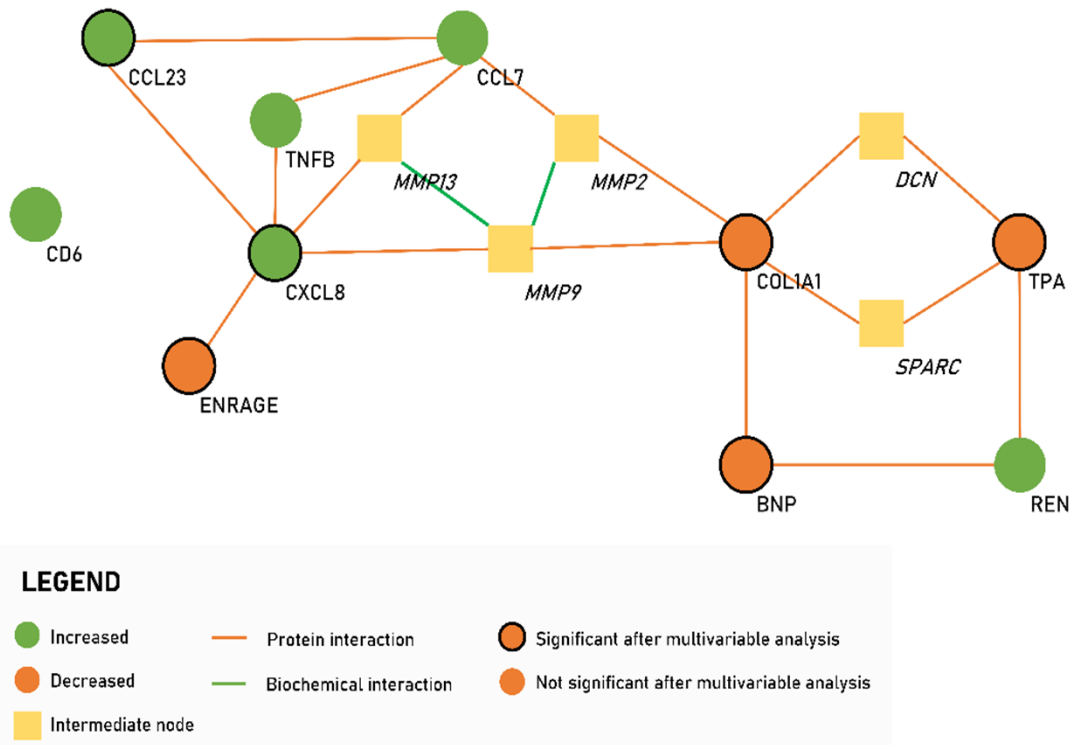 CCL23
CCL7
TNFB
MMP13
MMP2
DCN
CD6
CXCL8
MMP9
COL1A1
TPA
SPARC
ENRAGE
BNP
REN
LEGEND
Increased
Protein interaction
Significant after multivariable analysis
Decreased
Biochemical interaction
Not significant after multivariable analysis
Intermediate node